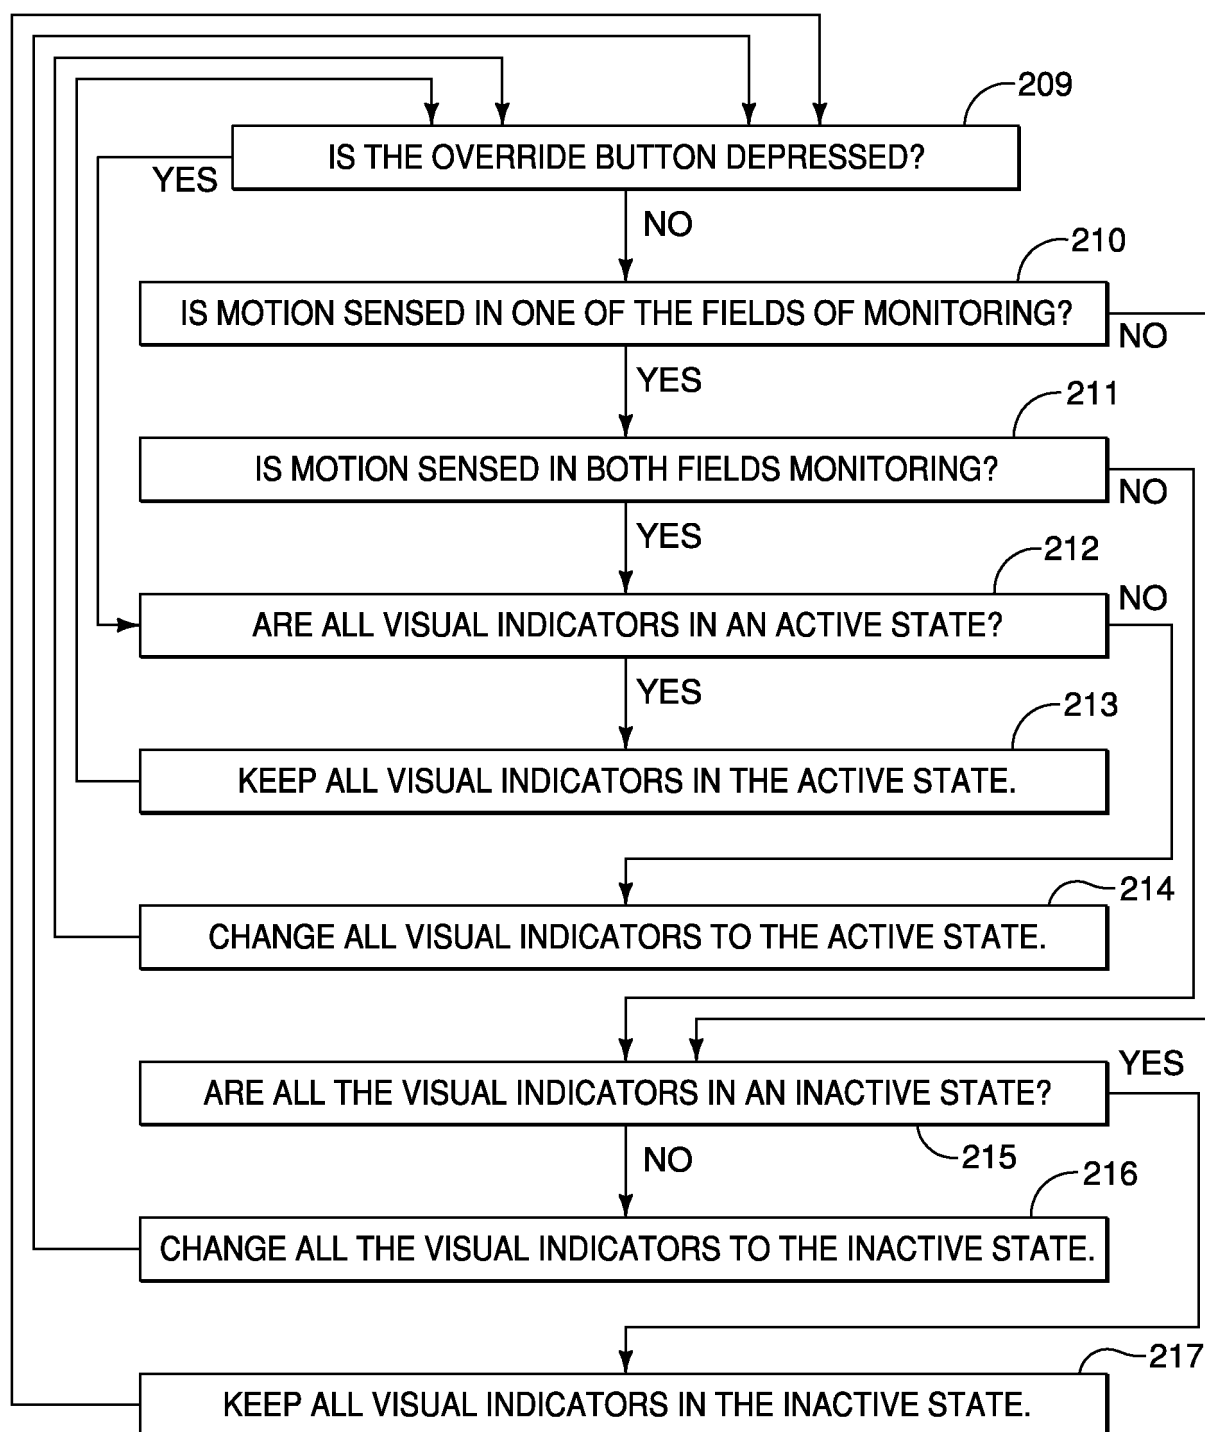 209
IS THE OVERRIDE BUTTON DEPRESSED?
YES
NO
210
IS MOTION SENSED IN ONE OF THE FIELDS OF MONITORING?
NO
YES
211
IS MOTION SENSED IN BOTH FIELDS MONITORING?
NO
YES
212
NO
ARE ALL VISUAL INDICATORS IN AN ACTIVE STATE?
YES
213
KEEP ALL VISUAL INDICATORS IN THE ACTIVE STATE.
214
CHANGE ALL VISUAL INDICATORS TO THE ACTIVE STATE.
YES
ARE ALL THE VISUAL INDICATORS IN AN INACTIVE STATE?
215
NO
216
CHANGE ALL THE VISUAL INDICATORS TO THE INACTIVE STATE.
217
KEEP ALL VISUAL INDICATORS IN THE INACTIVE STATE.